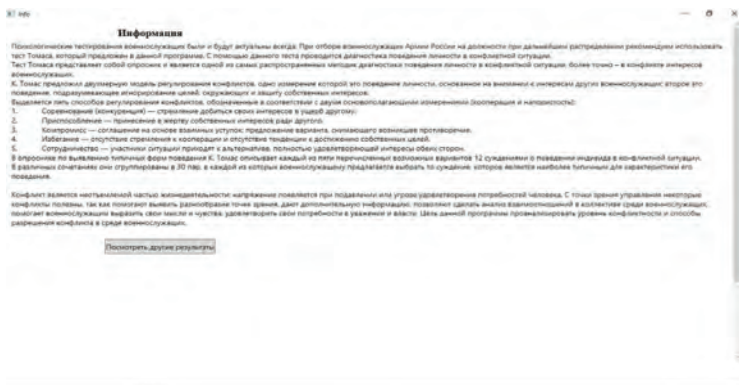 Info
Информация
Психологические тестирования военнослужащих были и будут актуальны всегда. При отборе военнослужащих Армии России на должности при дальнейшим распределении рекомендуем использовать
тест Томаса, который предложен в данной программе. С помощью данного теста проводится диагностика поведения личности в конфликтной ситуации.
Тест Томаса представляет собой опросник и является одной из самых распространенных методик диагностики поведения личности в конфликтной ситуации, более точно – в конфликте интересов
военнослужащих.
К. Томас предложил двухмерную модель регулирования конфликтов, одно измерение которой это поведение личности, основанное на внимании к интересам других военнослужащих; второе это
поведение, подразумевающее игнорирование целей, окружающих и защиту собственных интересов.
Выделяется пять способов регулирования конфликтов, обозначенные в соответствии с двумя основополагающими измерениями (кооперация и напористость):
1. Соревнование (конкуренция) — стремление добиться своих интересов в ущерб другому;
2. Приспособление — принесение в жертву собственных интересов ради другого.
3. Компромисс — соглашение на основе взаимных уступок; предложение варианта, снимающего возникшее противоречие.
4. Избегание — отсутствие стремления к кооперации и отсутствие тенденции к достижению собственных целей.
5. Сотрудничество — участники ситуации приходят к альтернативе, полностью удовлетворяющей интересы обеих сторон.
В опроснике по выявлению типичных форм поведения К. Томас описывает каждый из пяти перечисленных возможных вариантов 12 суждениями о поведении индивида в конфликтной ситуации.
В различных сочетаниях они сгруппированы в 30 пар, в каждой из которых военнослужащему предлагается выбрать то суждение, которое является наиболее типичным для характеристики его
поведения.
Конфликт является неотъемлемой частью жизнедеятельности: напряжение появляется при подавлении или угрозе удовлетворения потребностей человека. С точки зрения управления некоторые
конфликты полезны, так как помогают выявить разнообразие точек зрения, дают дополнительную информацию, позволяют сделать анализ взаимоотношений в коллективе среди военнослужащих,
помогает военнослужащим выразить свои мысли и чувства, удовлетворить свои потребности в уважении и власти. Цель данной программы проанализировать уровень конфликтности и способы
разрешения конфликта в среде военнослужащих.
Посмотреть другие результаты